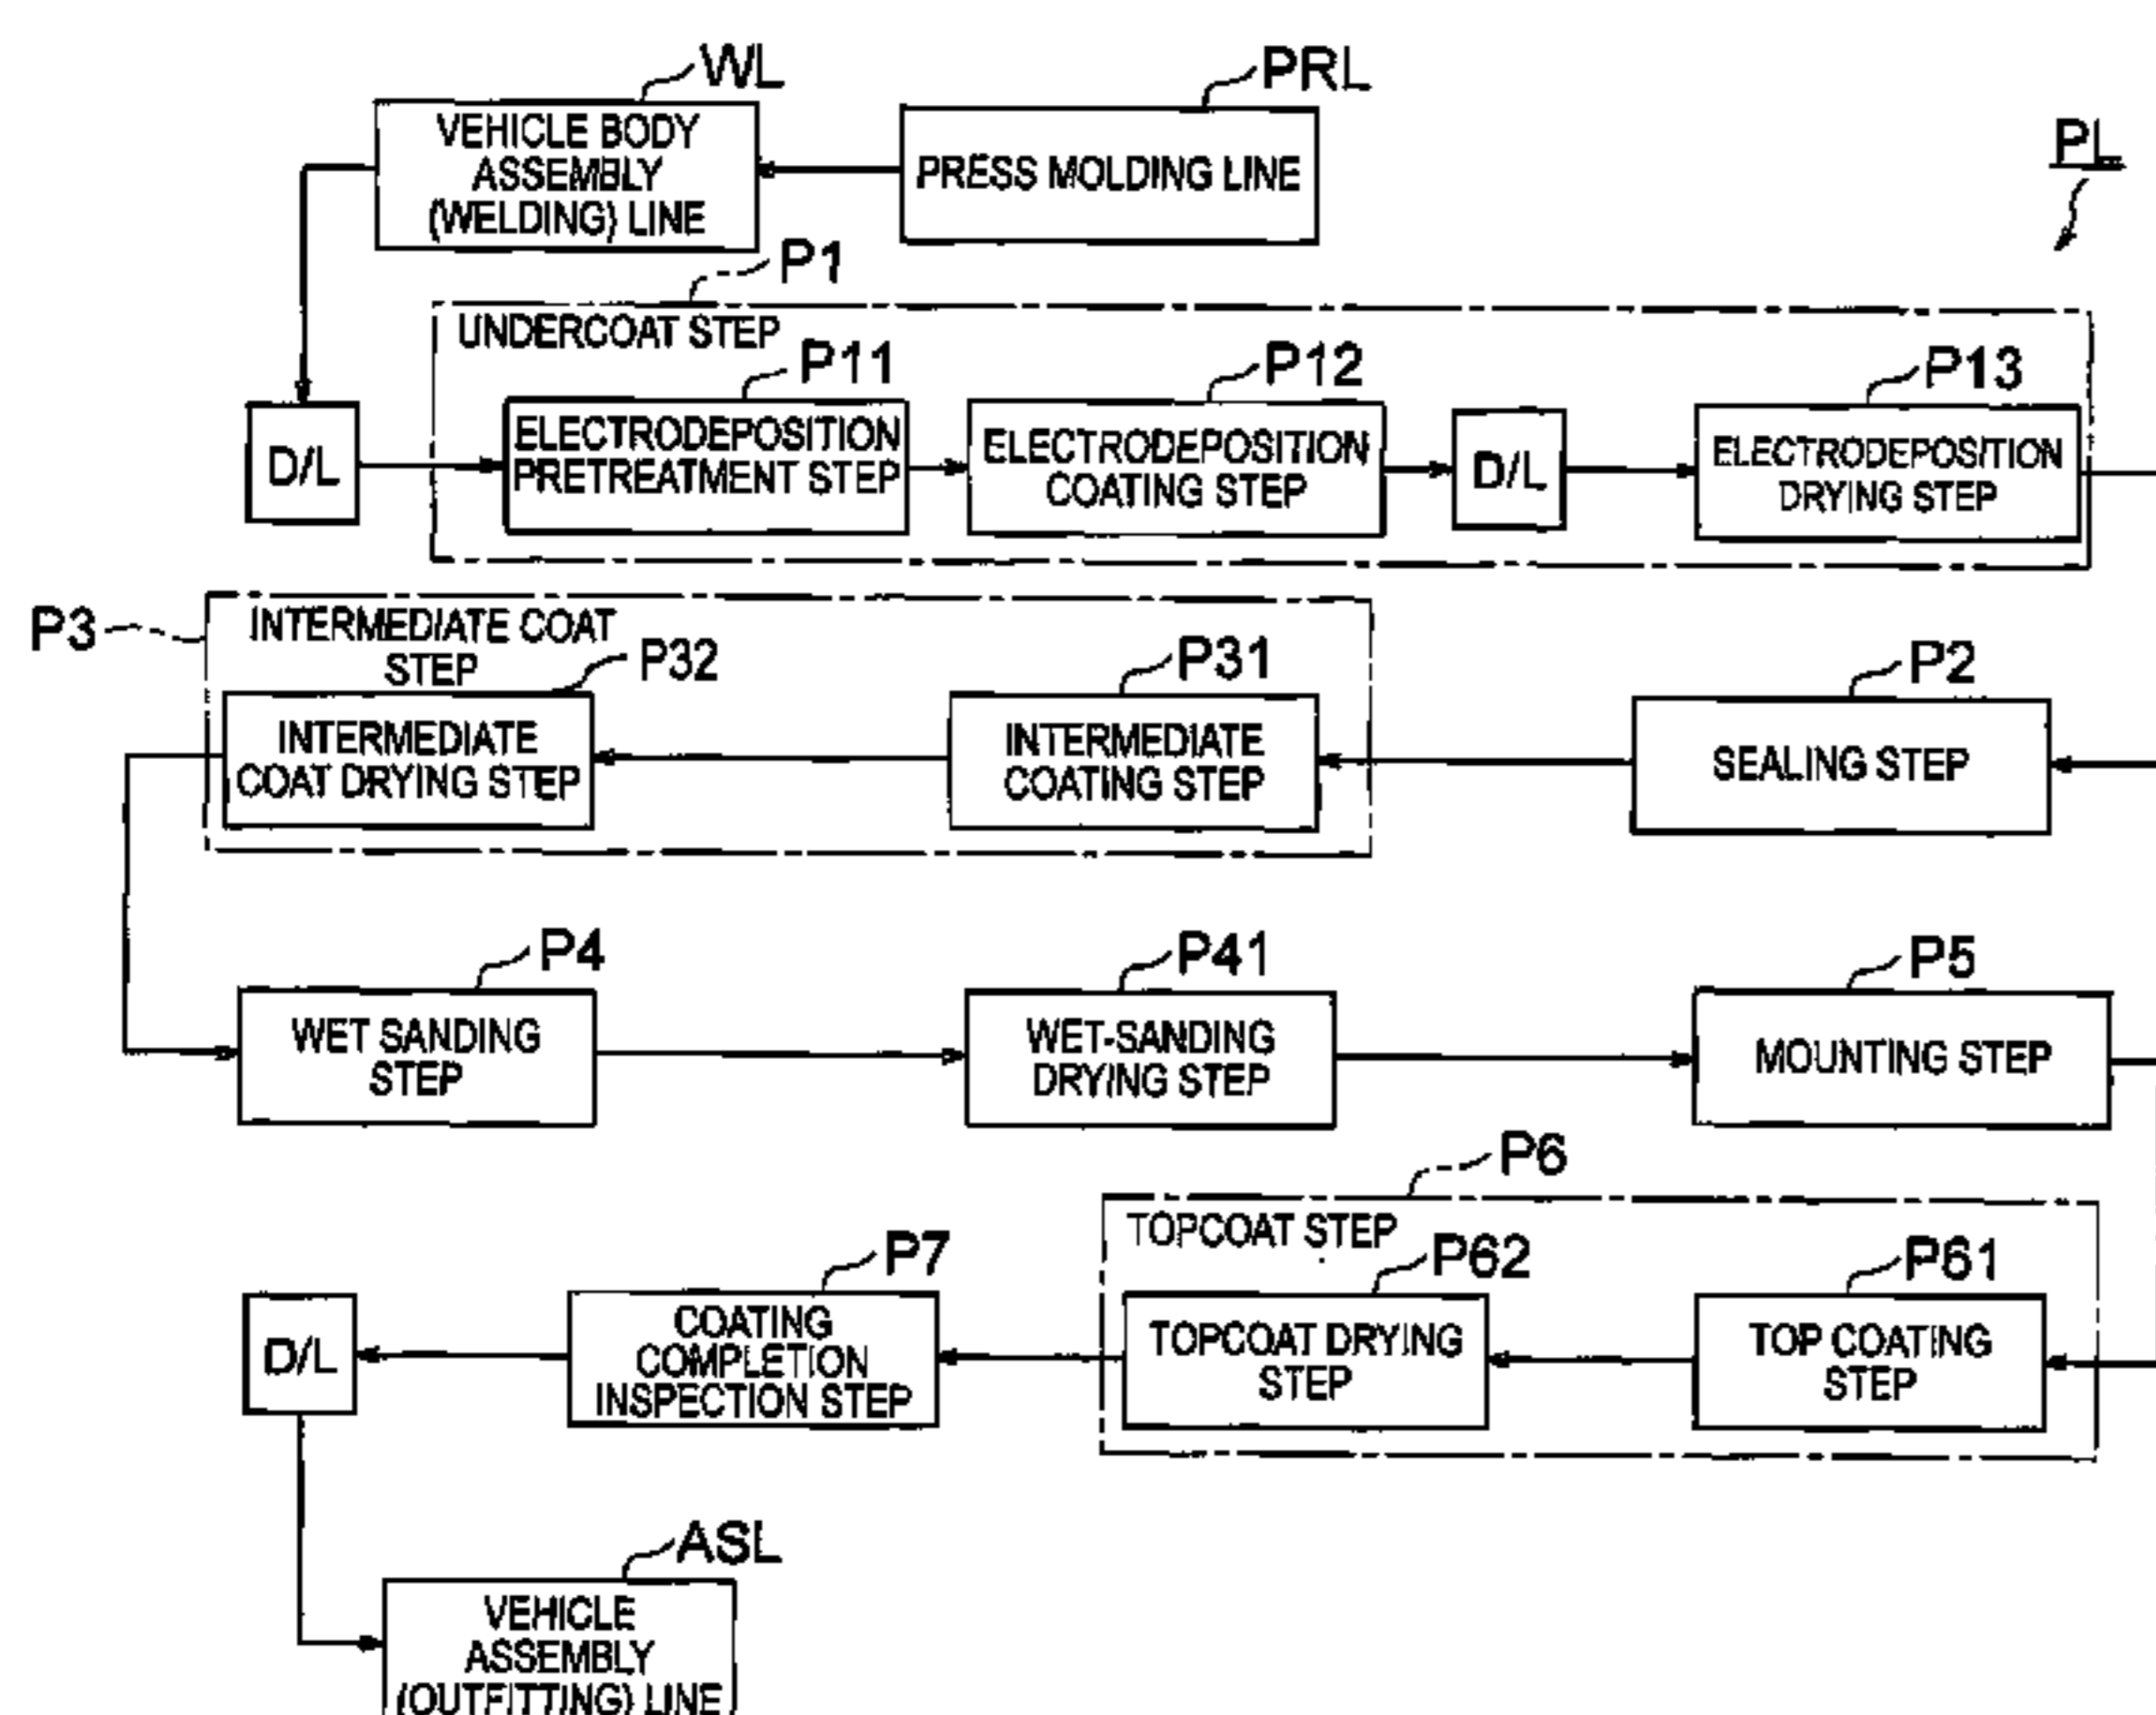 WL
PRL
PL
VEHICLE BODY
ASSEMBLY
(WELDING) LINE
PRESS MOLDING LINE
P1
UNDERCOAT STEP
P11
P12
P13
D/L
ELECTRODEPOSITION
PRETREATMENT STEP
ELECTRODEPOSITION
COATING STEP
D/L
ELECTRODEPOSITION
DRYING STEP
P3
INTERMEDIATE COAT
STEP
P32
P31
P2
INTERMEDIATE
COAT DRYING STEP
INTERMEDIATE
COATING STEP
SEALING STEP
P4
P41
P5
WET SANDING
STEP
WET-SANDING
DRYING STEP
MOUNTING STEP
P6
TOPCOAT STEP
P7
P62
P61
D/L
COATING
COMPLETION
INSPECTION STEP
TOPCOAT DRYING
STEP
TOP COATING
STEP
ASL
VEHICLE
ASSEMBLY
(OUTFITTING) LINE